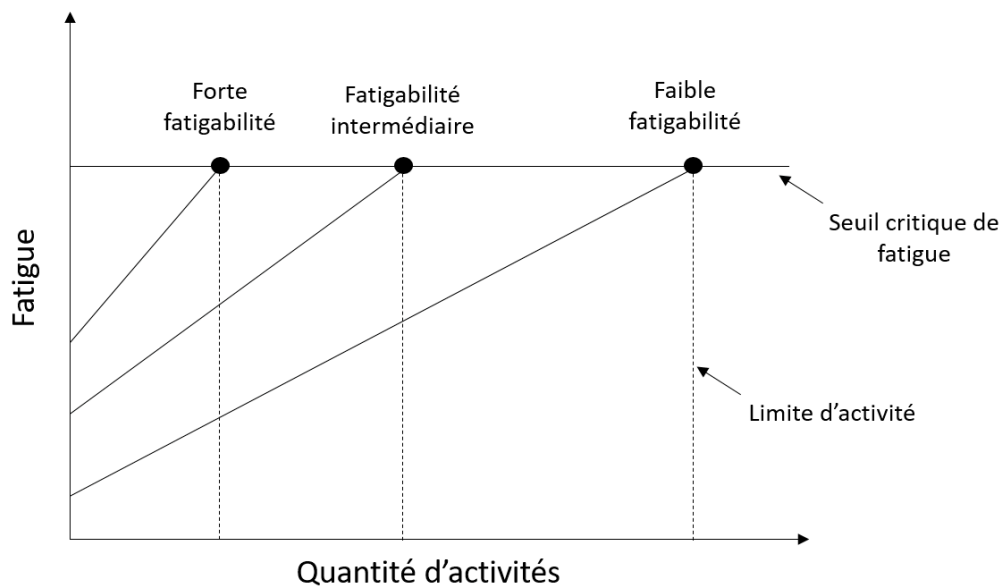 Forte
fatigabilité
Fatigabilité
intermédiaire
Faible
fatigabilité
Seuil critique de
fatigue
Fatigue
Limite d’activité
Quantité d’activités